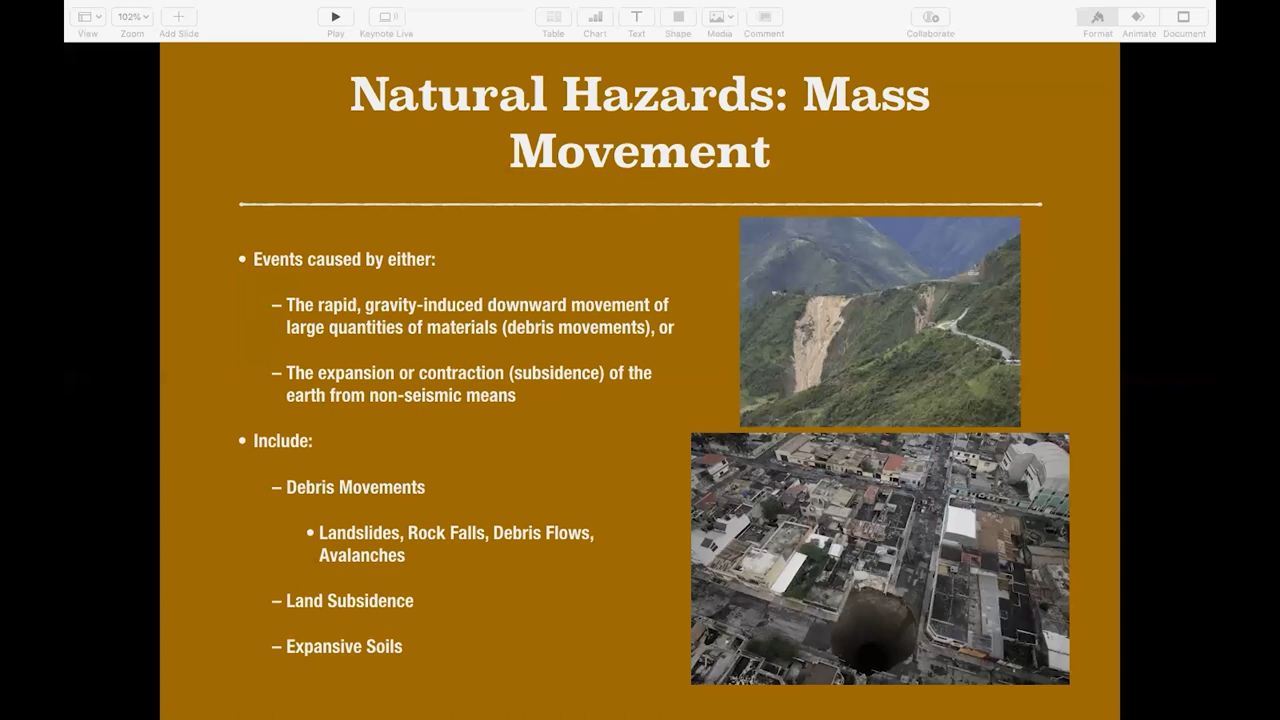 102%
View
Zoom
Add Slide
Play
Keynote Live
Table
Chart
Text
Shape
Media
Comment
Collaborate
Format
Animate
Document
Natural Hazards: Mass
Movement
• Events caused by either:
– The rapid, gravity-induced downward movement of
large quantities of materials (debris movements), or
– The expansion or contraction (subsidence) of the
earth from non-seismic means
• Include:
– Debris Movements
• Landslides, Rock Falls, Debris Flows,
Avalanches
– Land Subsidence
– Expansive Soils